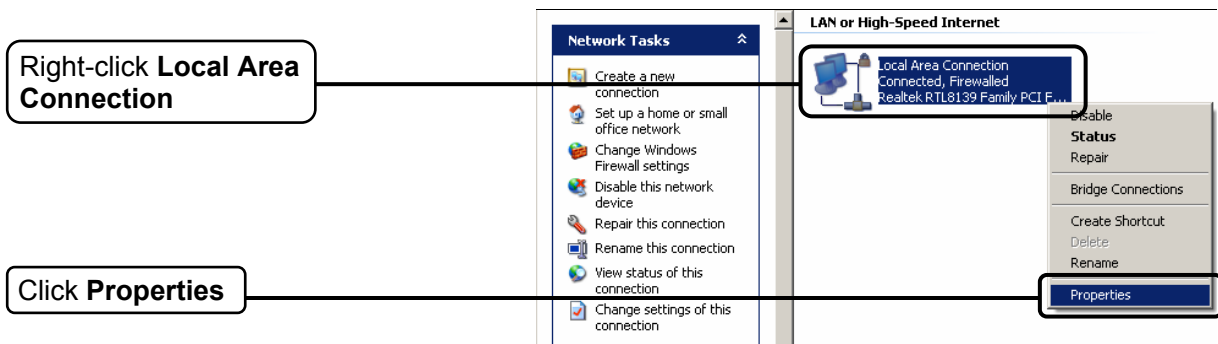 Right-click Local Area
Connection
Click Properties
Network Tasks
Create a new
connection
Set up a home or small
office network
Change Windows
Firewall settings
Disable this network
device
Repair this connection
Rename this connection
View status of this
connection
Change settings of this
connection
LAN or High-Speed Internet
Local Area Connection
Connected, Firewalled
Realtek RTL8139 Family PCI F...
Disable
Status
Repair
Bridge Connections
Create Shortcut
Delete
Rename
Properties